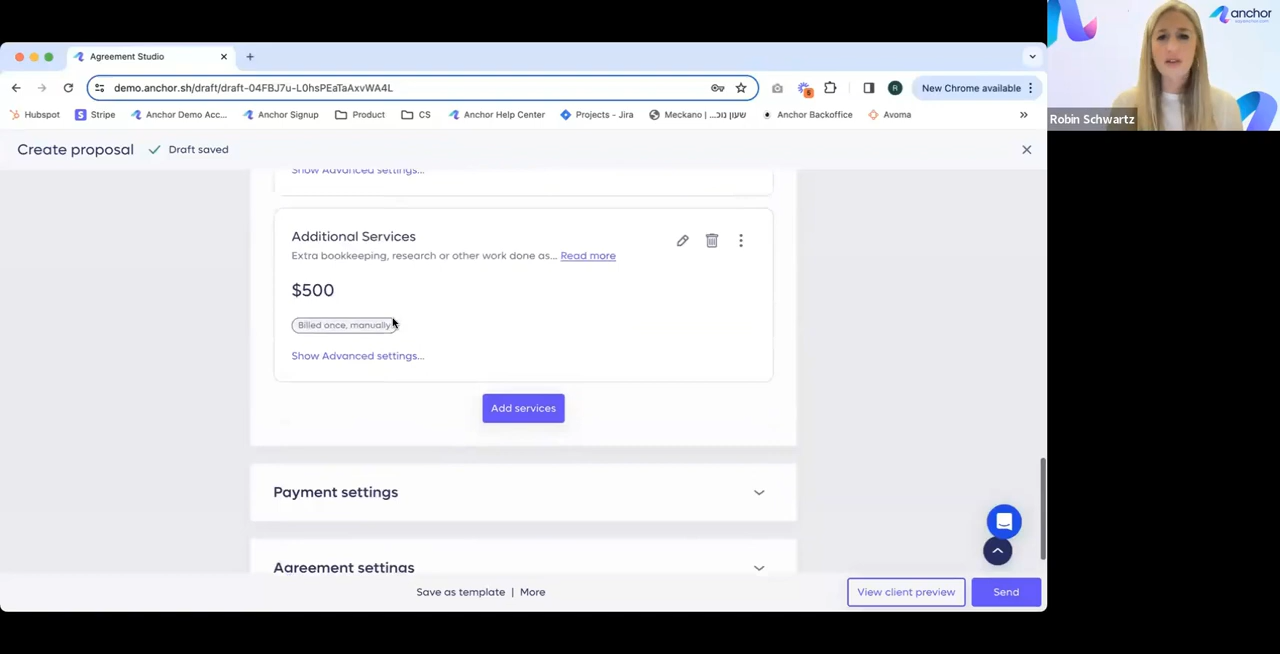 Agreement Studio
demo.anchor.sh/draft/draft-04FBJ7u-L0hsPEaTaAxvWA4L
R
New Chrome available
6
Hubspot
Stripe
Anchor Demo Acc...
Anchor Signup
Product
CS
Anchor Help Center
Projects - Jira
Meckano | שעון נוכ...
Anchor Backoffice
Avoma
»
Create proposal
Draft saved
Show Advanced settings...
Additional Services
Extra bookkeeping, research or other work done as... Read more
$500
Billed once, manually
Show Advanced settings...
Add services
Payment settings
Agreement settings
Save as template | More
View client preview
Send
anchor
Robin Schwartz